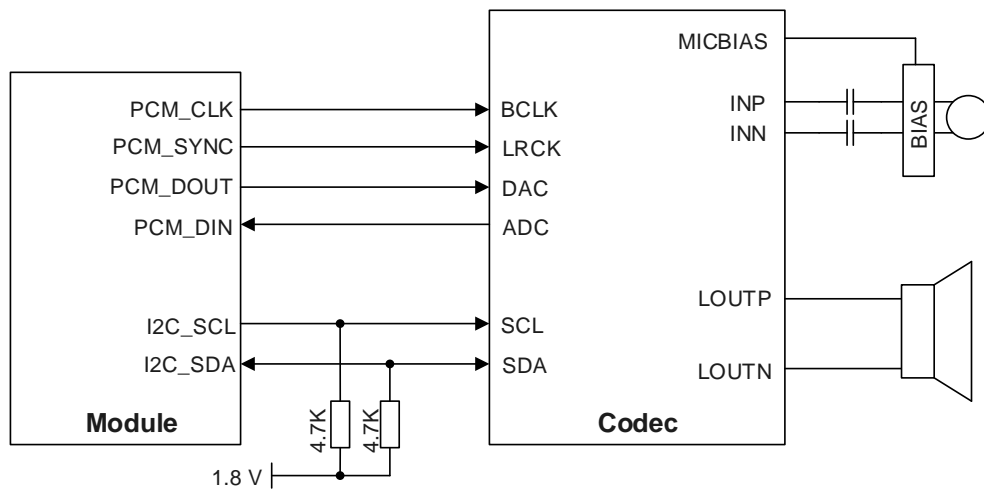 MICBIAS
PCM_CLK
BCLK
INP
PCM_SYNC
LRCK
INN
BIAS
PCM_DOUT
DAC
PCM_DIN
ADC
LOUTP
I2C_SCL
SCL
I2C_SDA
SDA
LOUTN
Module
4.7K
4.7K
Codec
1.8 V